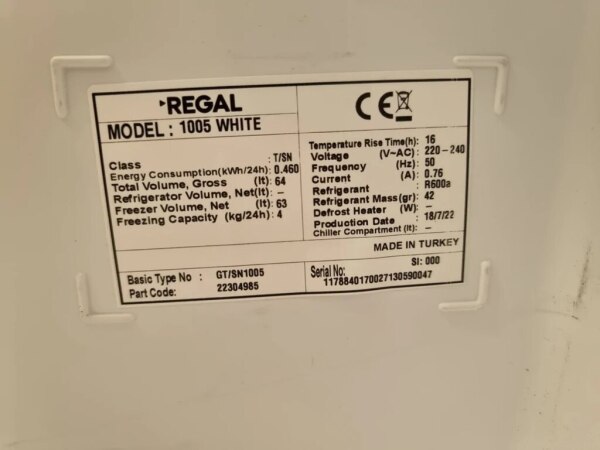 REGAL
MODEL : 1005 WHITE
CE
Class : T/SN
Energy Consumption(kWh/24h): 0.460
Total Volume, Gross (lt): 64
Refrigerator Volume, Net(lt): –
Freezer Volume, Net (lt): 63
Freezing Capacity (kg/24h): 4
Temperature Rise Time(h): 16
Voltage (V~AC): 220-240
Frequency (Hz): 50
Current (A): 0.76
Refrigerant : R600a
Refrigerant Mass(gr): 42
Defrost Heater (W): –
Production Date : 18/7/22
Chiller Compartment (lt): –
MADE IN TURKEY
Basic Type No : GT/SN1005
Part Code: 22304985
SI: 000
Serial No:
1178840170027130590047